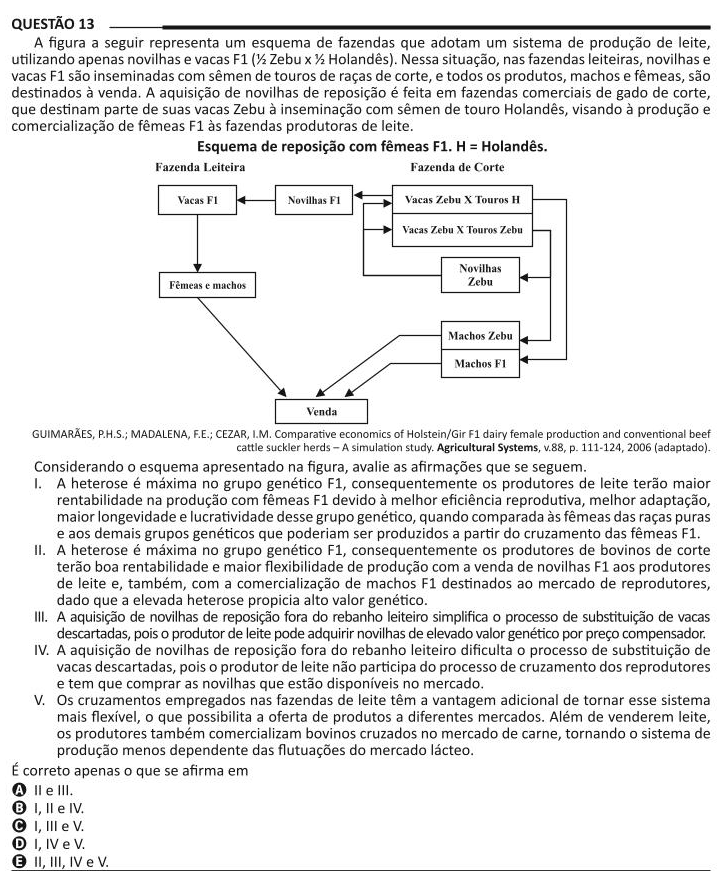 QUESTÃO 13
A figura a seguir representa um esquema de fazendas que adotam um sistema de produção de leite,
utilizando apenas novilhas e vacas F1 (½ Zebu x ½ Holandês). Nessa situação, nas fazendas leiteiras, novilhas e
vacas F1 são inseminadas com sêmen de touros de raças de corte, e todos os produtos, machos e fêmeas, são
destinados à venda. A aquisição de novilhas de reposição é feita em fazendas comerciais de gado de corte,
que destinam parte de suas vacas Zebu à inseminação com sêmen de touro Holandês, visando à produção e
comercialização de fêmeas F1 às fazendas produtoras de leite.
Esquema de reposição com fêmeas F1. H = Holandês.
Fazenda Leiteira
Fazenda de Corte
Vacas F1
Novilhas F1
Vacas Zebu X Touros H
Vacas Zebu X Touros Zebu
Novilhas
Zebu
Fêmeas e machos
Machos Zebu
Machos F1
Venda
GUIMARÃES, P.H.S.; MADALENA, F.E.; CEZAR, I.M. Comparative economics of Holstein/Gir F1 dairy female production and conventional beef
cattle suckler herds – A simulation study. Agricultural Systems, v.88, p. 111-124, 2006 (adaptado).
Considerando o esquema apresentado na figura, avalie as afirmações que se seguem.
I. A heterose é máxima no grupo genético F1, consequentemente os produtores de leite terão maior
rentabilidade na produção com fêmeas F1 devido à melhor eficiência reprodutiva, melhor adaptação,
maior longevidade e lucratividade desse grupo genético, quando comparada às fêmeas das raças puras
e aos demais grupos genéticos que poderiam ser produzidos a partir do cruzamento das fêmeas F1.
II. A heterose é máxima no grupo genético F1, consequentemente os produtores de bovinos de corte
terão boa rentabilidade e maior flexibilidade de produção com a venda de novilhas F1 aos produtores
de leite e, também, com a comercialização de machos F1 destinados ao mercado de reprodutores,
dado que a elevada heterose propicia alto valor genético.
III. A aquisição de novilhas de reposição fora do rebanho leiteiro simplifica o processo de substituição de vacas
descartadas, pois o produtor de leite pode adquirir novilhas de elevado valor genético por preço compensador.
IV. A aquisição de novilhas de reposição fora do rebanho leiteiro dificulta o processo de substituição de
vacas descartadas, pois o produtor de leite não participa do processo de cruzamento dos reprodutores
e tem que comprar as novilhas que estão disponíveis no mercado.
V. Os cruzamentos empregados nas fazendas de leite têm a vantagem adicional de tornar esse sistema
mais flexível, o que possibilita a oferta de produtos a diferentes mercados. Além de venderem leite,
os produtores também comercializam bovinos cruzados no mercado de carne, tornando o sistema de
produção menos dependente das flutuações do mercado lácteo.
É correto apenas o que se afirma em
A II e III.
B I, II e IV.
C I, III e V.
D I, IV e V.
E II, III, IV e V.